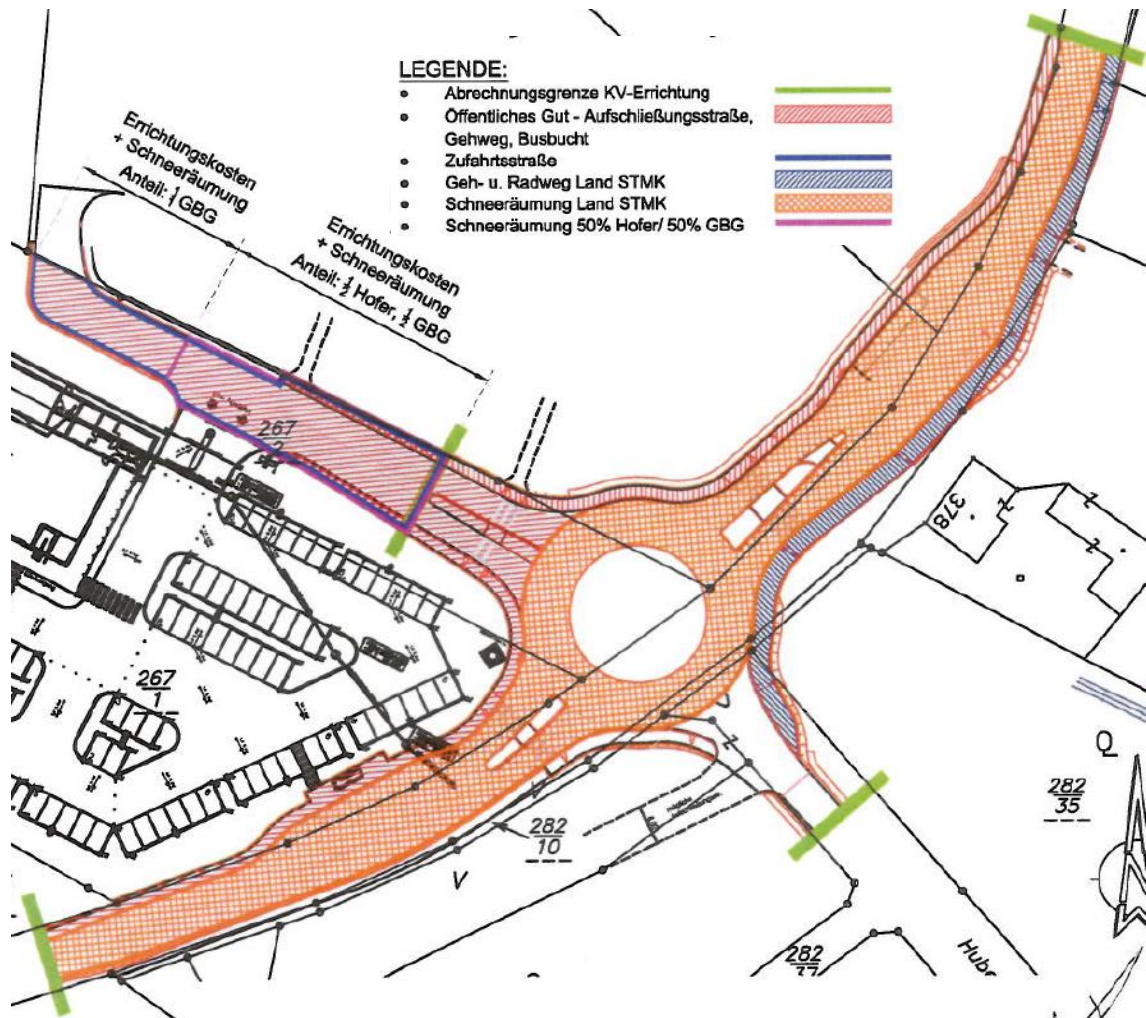 LEGENDE:
Abrechnungsgrenze KV-Errichtung
Öffentliches Gut - Aufschließungsstraße,
Gehweg, Busbucht
Zufahrtsstraße
Geh- u. Radweg Land STMK
Schneeräumung Land STMK
Schneeräumung 50% Hofer/ 50% GBG
Errichtungskosten
+ Schneeräumung
Anteil: 1/1 GBG
Errichtungskosten
+ Schneeräumung
Anteil: 1/2 Hofer, 1/2 GBG
267
2
378
267
1
282
10
V
Q
282
35
282
37